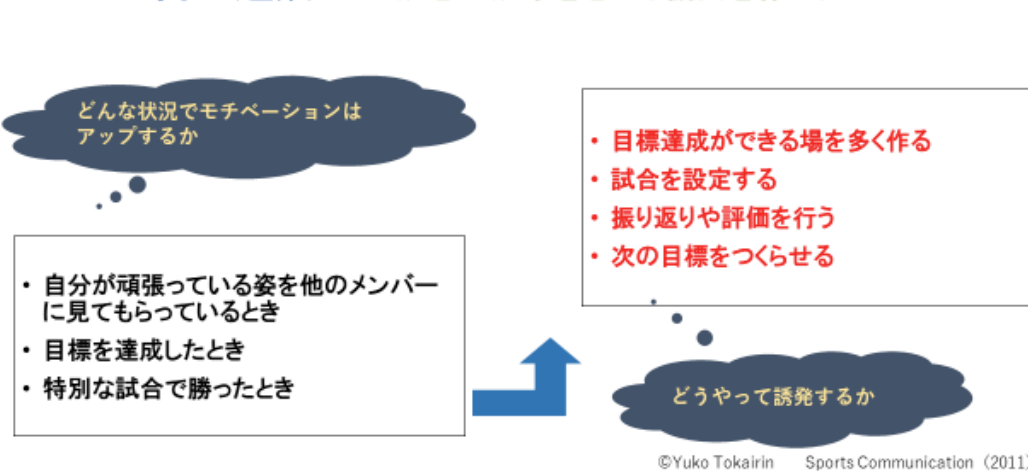 どんな状況でモチベーションは
アップするか
・ 自分が頑張っている姿を他のメンバー
に見てもらっているとき
・ 目標を達成したとき
・ 特別な試合で勝ったとき
・ 目標達成ができる場を多く作る
・ 試合を設定する
・ 振り返りや評価を行う
・ 次の目標をつくらせる
どうやって誘発するか
©Yuko Tokairin Sports Communication (2011)